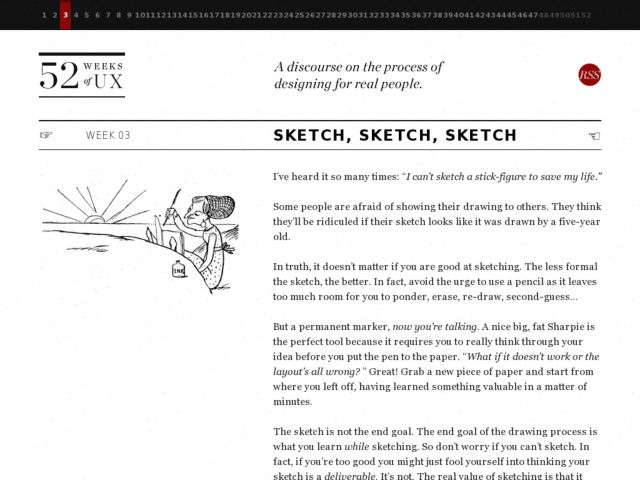 1 2 3 4 5 6 7 8 9 10 11 12 13 14 15 16 17 18 19 20 21 22 23 24 25 26 27 28 29 30 31 32 33 34 35 36 37 38 39 40 41 42 43 44 45 46 47 48 49 50 51 52
52 WEEKS of UX
A discourse on the process of
designing for real people.
RSS
☞ WEEK 03
SKETCH, SKETCH, SKETCH ☜
I've heard it so many times: “I can't sketch a stick-figure to save my life.”
Some people are afraid of showing their drawing to others. They think
they'll be ridiculed if their sketch looks like it was drawn by a five-year
old.
INK
In truth, it doesn't matter if you are good at sketching. The less formal
the sketch, the better. In fact, avoid the urge to use a pencil as it leaves
too much room for you to ponder, erase, re-draw, second-guess…
But a permanent marker, now you're talking. A nice big, fat Sharpie is
the perfect tool because it requires you to really think through your
idea before you put the pen to the paper. “What if it doesn't work or the
layout's all wrong? ” Great! Grab a new piece of paper and start from
where you left off, having learned something valuable in a matter of
minutes.
The sketch is not the end goal. The end goal of the drawing process is
what you learn while sketching. So don't worry if you can't sketch. In
fact, if you're too good you might just fool yourself into thinking your
sketch is a deliverable. It's not. The real value of sketching is that it